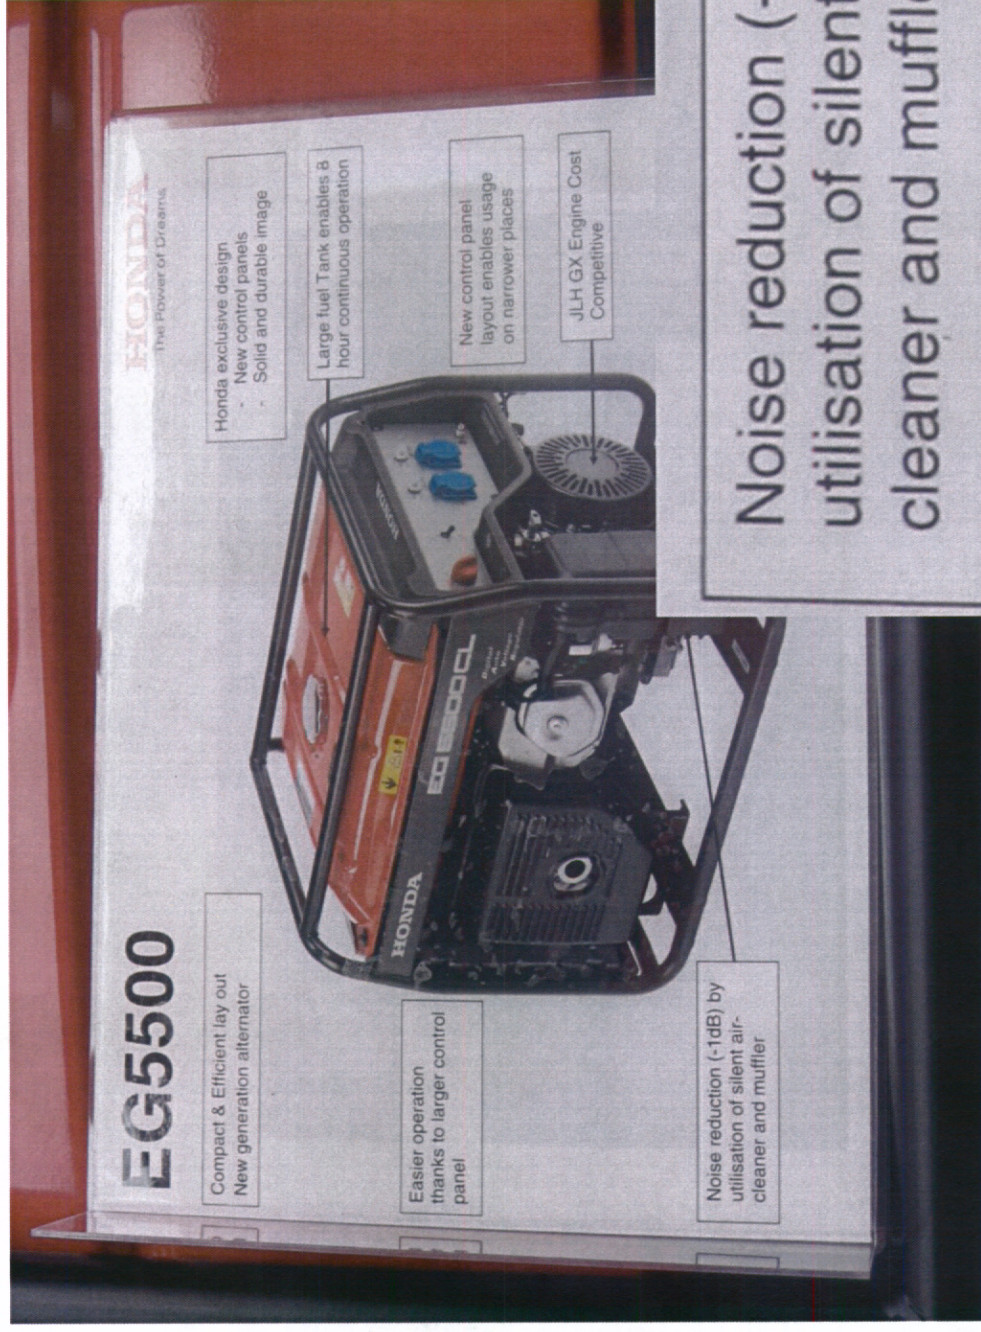 EG5500
HONDA
The Power of Dreams
Compact & Efficient lay out
New generation alternator
Honda exclusive design
- New control panels
- Solid and durable image
Large fuel Tank enables 8
hour continuous operation
Easier operation
thanks to larger control
panel
New control panel
layout enables usage
on narrower places
JLH GX Engine Cost
Competitive
HONDA
EG 5500CL
HONDA
Noise reduction (-1dB) by
utilisation of silent air-
cleaner and muffler
Noise reduction (-
utilisation of silent
cleaner and muffle